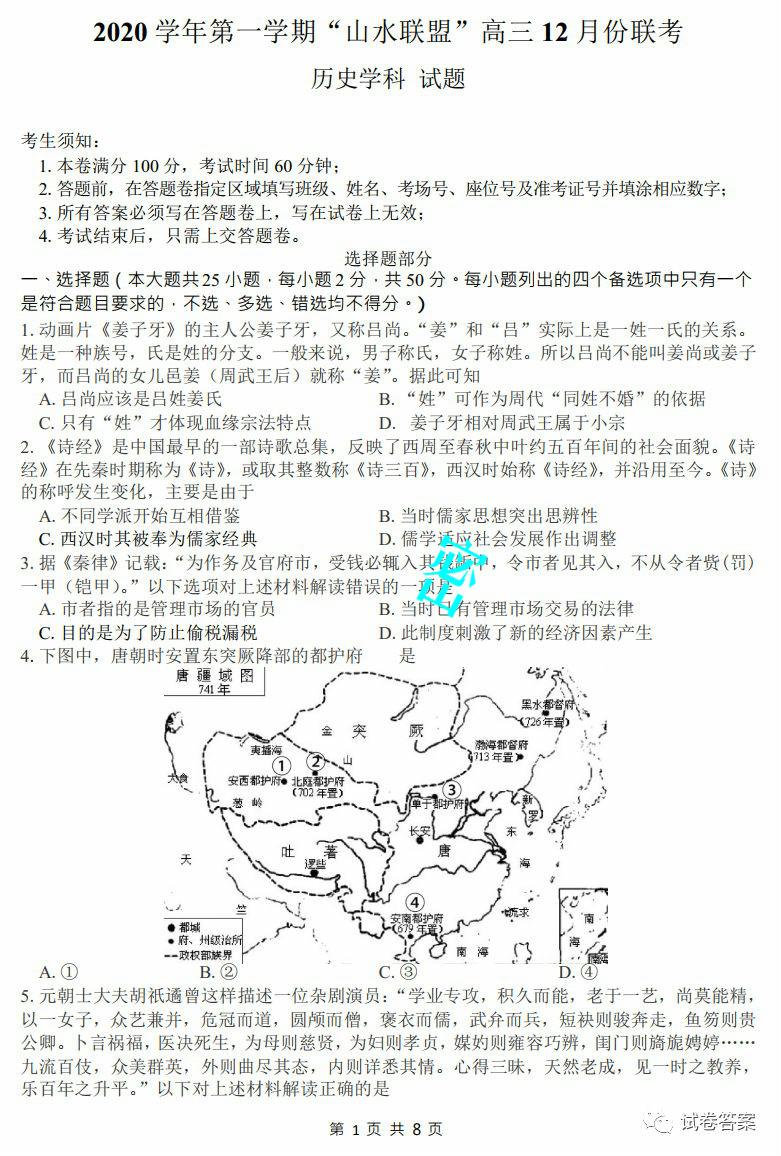 2020 学年第一学期“山水联盟”高三 12 月份联考
历史学科 试题
考生须知：
1. 本卷满分 100 分，考试时间 60 分钟；
2. 答题前，在答题卷指定区域填写班级、姓名、考场号、座位号及准考证号并填涂相应数字；
3. 所有答案必须写在答题卷上，写在试卷上无效；
4. 考试结束后，只需上交答题卷。
选择题部分
一、选择题（本大题共 25 小题，每小题 2 分，共 50 分。每小题列出的四个备选项中只有一个
是符合题目要求的，不选、多选、错选均不得分。）
1. 动画片《姜子牙》的主人公姜子牙，又称吕尚。“姜”和“吕”实际上是一姓一氏的关系。
姓是一种族号，氏是姓的分支。一般来说，男子称氏，女子称姓。所以吕尚不能叫姜尚或姜子
牙，而吕尚的女儿邑姜（周武王后）就称“姜”。据此可知
A. 吕尚应该是吕姓姜氏 B. “姓”可作为周代“同姓不婚”的依据
C. 只有“姓”才体现血缘宗法特点 D. 姜子牙相对周武王属于小宗
2. 《诗经》是中国最早的一部诗歌总集，反映了西周至春秋中叶约五百年间的社会面貌。《诗
经》在先秦时期称为《诗》，或取其整数称《诗三百》，西汉时始称《诗经》，并沿用至今。《诗》
的称呼发生变化，主要是由于
A. 不同学派开始互相借鉴 B. 当时儒家思想突出思辨性
C. 西汉时其被奉为儒家经典 D. 儒学适应社会发展作出调整
3. 据《秦律》记载：“为作务及官府市，受钱必辄入其钱缿中，令市者见其入，不从令者赀(罚)
一甲（铠甲）。”以下选项对上述材料解读错误的一项是
A. 市者指的是管理市场的官员 B. 当时已有管理市场交易的法律
C. 目的是为了防止偷税漏税 D. 此制度刺激了新的经济因素产生
4. 下图中，唐朝时安置东突厥降部的都护府 是
唐疆域图
741 年
黑水都督府
(726 年置)
金 突 厥
渤海都督府
(713 年置)
夷播海
① ② 山
大食
安西都护府 北庭都护府
(702 年置)
③
单于都护府
葱岭
新罗
长安
东海
吐蕃
唐
逻些
天竺
④
安南都护府
(679 年置)
流求
南海
南海
都城
府、州级治所
政权部族界
A. ① B. ② C. ③ D. ④
5. 元朝士大夫胡祇遹曾这样描述一位杂剧演员：“学业专攻，积久而能，老于一艺，尚莫能精，
以一女子，众艺兼并，危冠而道，圆颅而僧，褒衣而儒，武弁而兵，短袂则骏奔走，鱼笏则贵
公卿。卜言祸福，医决死生，为母则慈贤，为妇则孝贞，媒妁则雍容巧辨，闺门则旖旎娉婷……
九流百伎，众美群英，外则曲尽其态，内则详悉其情。心得三昧，天然老成，见一时之教养，
乐百年之升平。”以下对上述材料解读正确的是
第 1 页 共 8 页
试卷答案